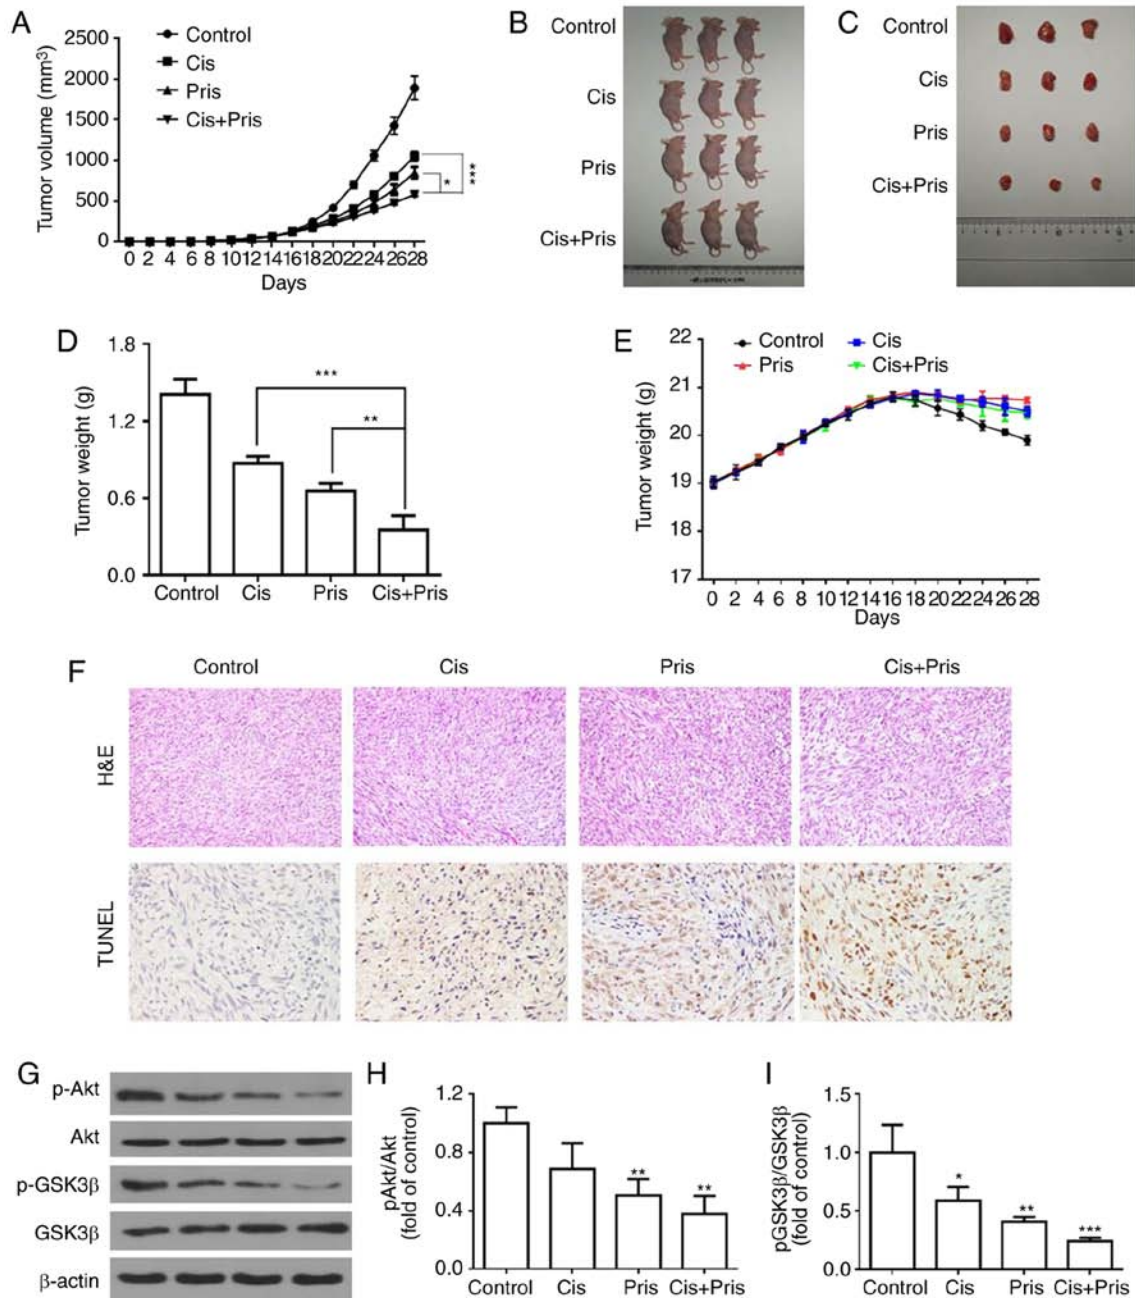 A
2500
2000
1500
1000
500
0
Tumor volume (mm³)
Control
Cis
Pris
Cis+Pris
***
*
0 2 4 6 8 10 12 14 16 18 20 22 24 26 28
Days
B
Control
Cis
Pris
Cis+Pris
C
Control
Cis
Pris
Cis+Pris
D
1.8
1.2
0.6
0.0
Tumor weight (g)
***
**
Control Cis Pris Cis+Pris
E
22
21
20
19
18
17
Tumor weight (g)
Control Cis
Pris Cis+Pris
0 2 4 6 8 10 12 14 16 18 20 22 24 26 28
Days
F
Control Cis Pris Cis+Pris
H&E
TUNEL
G
p-Akt
Akt
p-GSK3β
GSK3β
β-actin
H
1.2
0.8
0.4
0.0
pAkt/Akt
(fold of control)
** **
Control Cis Pris Cis+Pris
I
1.5
1.0
0.5
0.0
pGSK3β/GSK3β
(fold of control)
* ** ***
Control Cis Pris Cis+Pris